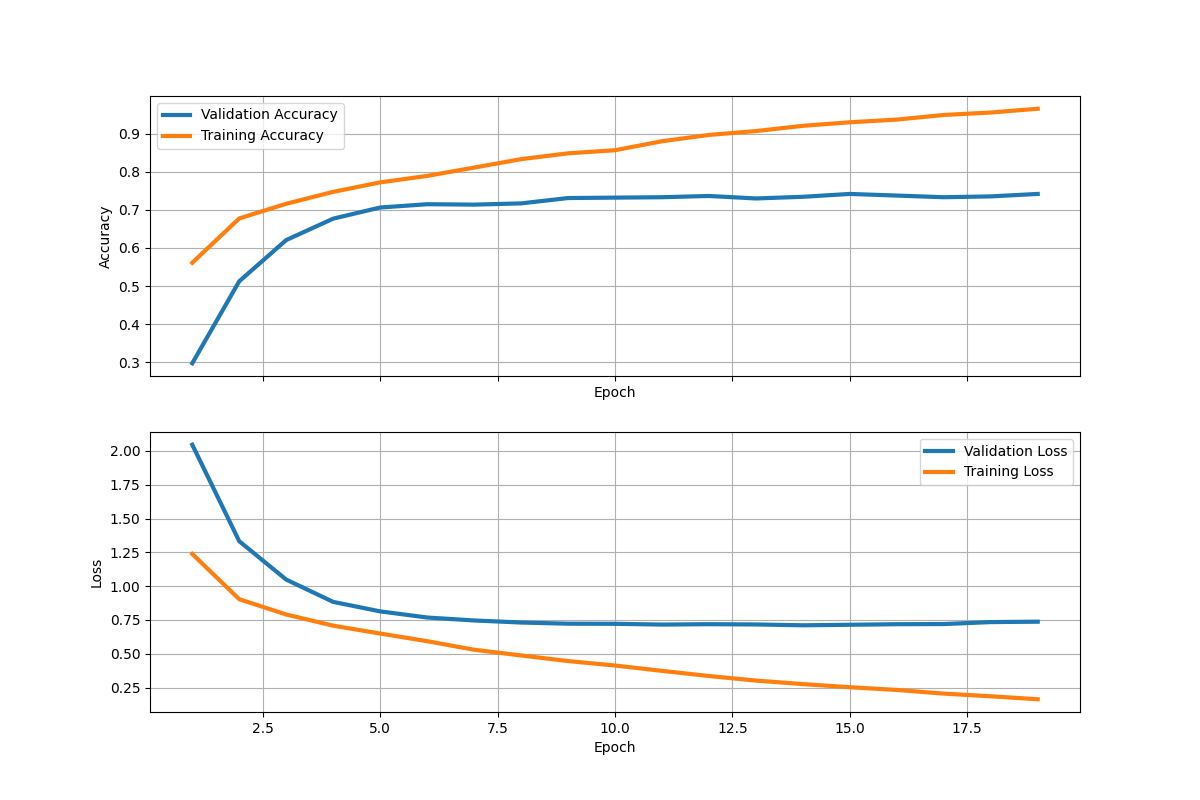 Validation Accuracy
Training Accuracy
0.9
0.8
0.7
0.6
0.5
0.4
0.3
Accuracy
Epoch
Validation Loss
Training Loss
2.00
1.75
1.50
1.25
1.00
0.75
0.50
0.25
Loss
2.5 5.0 7.5 10.0 12.5 15.0 17.5
Epoch